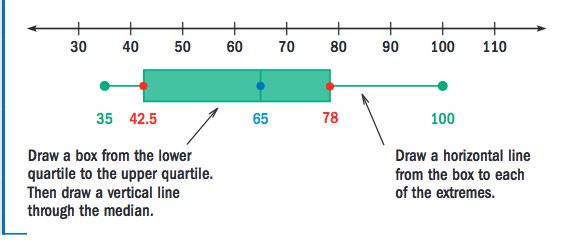 30 40 50 60 70 80 90 100 110
35 42.5 65 78 100
Draw a box from the lower
quartile to the upper quartile.
Then draw a vertical line
through the median.
Draw a horizontal line
from the box to each
of the extremes.